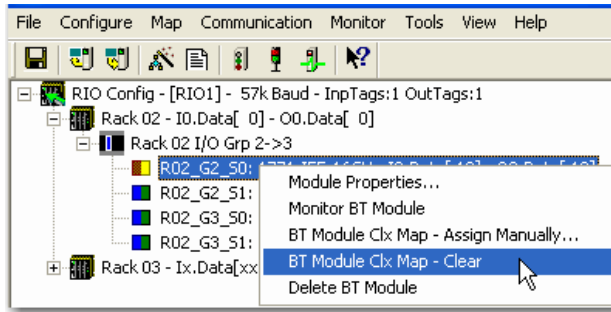 File Configure Map Communication Monitor Tools View Help
RIO Config - [RIO1] - 57k Baud - InpTags:1 OutTags:1
Rack 02 - I0.Data[ 0] - O0.Data[ 0]
Rack 02 I/O Grp 2->3
R02_G2_S0:
R02_G2_S1:
Module Properties...
R02_G3_S0:
Monitor BT Module
R02_G3_S1:
BT Module Clx Map - Assign Manually...
Rack 03 - Ix.Data[xx
BT Module Clx Map - Clear
Delete BT Module